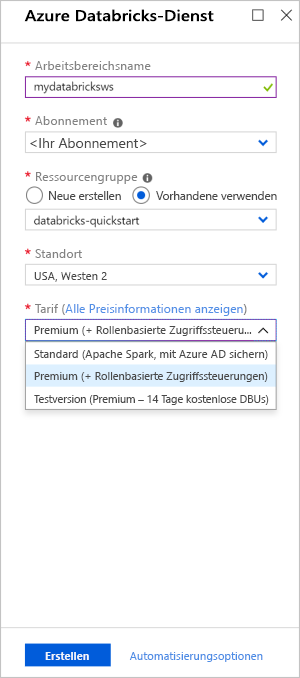 Azure Databricks-Dienst
* Arbeitsbereichsname
mydatabricksws
* Abonnement
<Ihr Abonnement>
* Ressourcengruppe
Neue erstellen Vorhandene verwenden
databricks-quickstart
* Standort
USA, Westen 2
* Tarif (Alle Preisinformationen anzeigen)
Premium (+ Rollenbasierte Zugriffssteueru...
Standard (Apache Spark, mit Azure AD sichern)
Premium (+ Rollenbasierte Zugriffssteuerungen)
Testversion (Premium – 14 Tage kostenlose DBUs)
Erstellen Automatisierungsoptionen